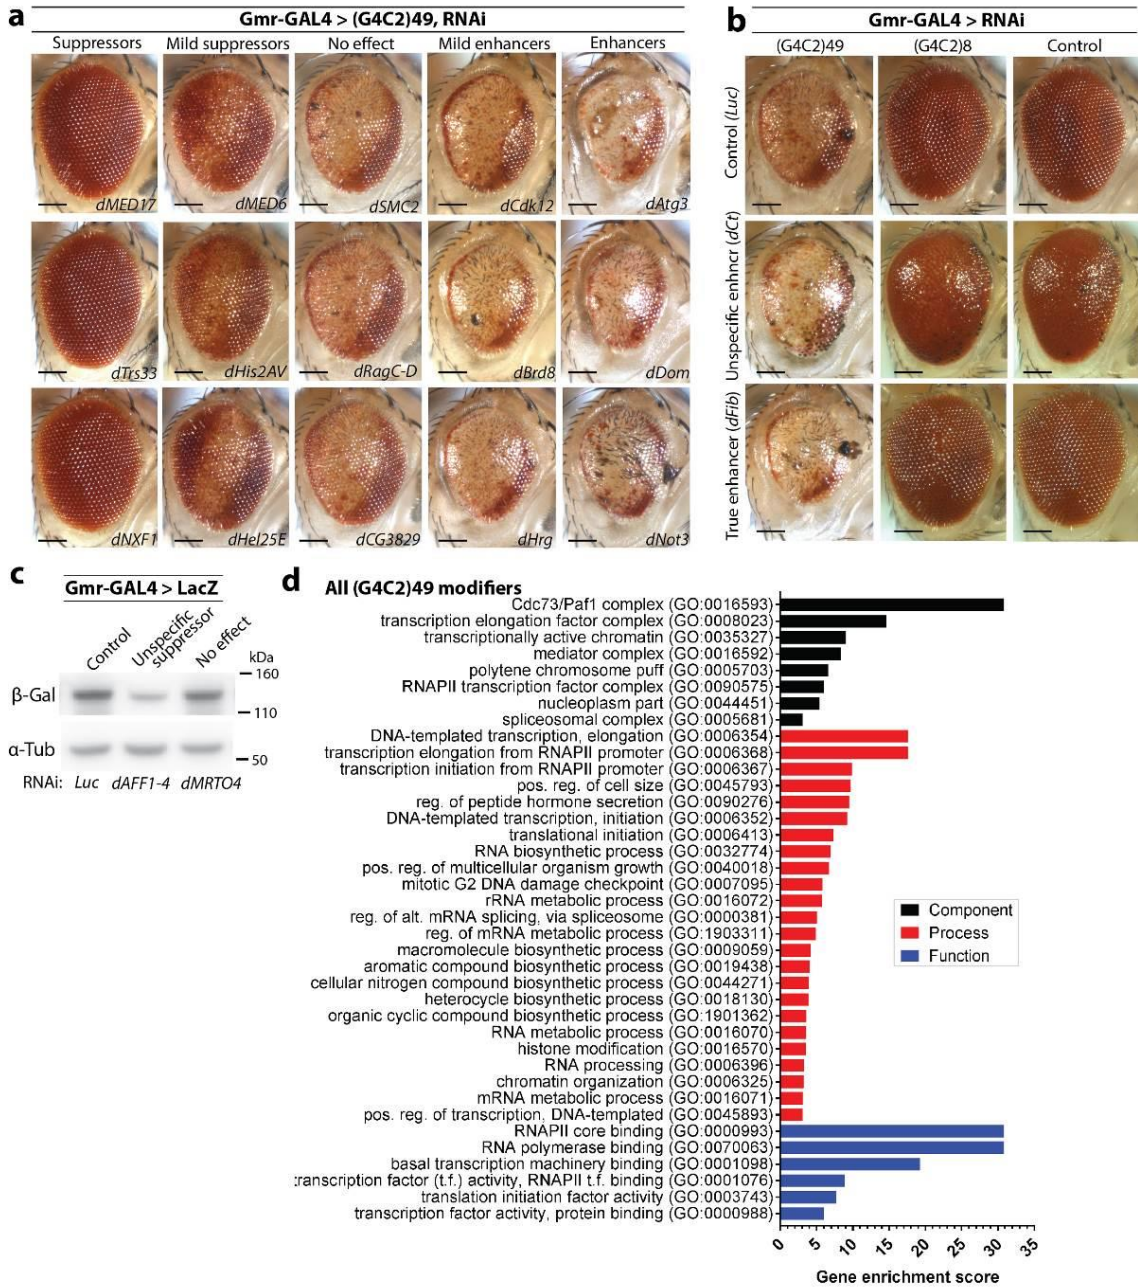 a
Gmr-GAL4 > (G4C2)49, RNAi
Suppressors Mild suppressors No effect Mild enhancers Enhancers
dMED17 dMED6 dSMC2 dCdk12 dAtg3
dTrs33 dHis2AV dRagC-D dBrd8 dDom
dNXF1 dHel25E dCG3829 dHrg dNot3
b
Gmr-GAL4 > RNAi
(G4C2)49 (G4C2)8 Control
Control (Luc)
Unspecific enhncr (dCt)
True enhancer (dFib)
c
Gmr-GAL4 > LacZ
Control
Unspecific
suppressor
No effect
kDa
β-Gal
160
110
α-Tub
50
RNAi: Luc dAFF1-4 dMRTO4
d
All (G4C2)49 modifiers
Cdc73/Paf1 complex (GO:0016593)
transcription elongation factor complex (GO:0008023)
transcriptionally active chromatin (GO:0035327)
mediator complex (GO:0016592)
polytene chromosome puff (GO:0005703)
RNAPII transcription factor complex (GO:0090575)
nucleoplasm part (GO:0044451)
spliceosomal complex (GO:0005681)
DNA-templated transcription, elongation (GO:0006354)
transcription elongation from RNAPII promoter (GO:0006368)
transcription initiation from RNAPII promoter (GO:0006367)
pos. reg. of cell size (GO:0045793)
reg. of peptide hormone secretion (GO:0090276)
DNA-templated transcription, initiation (GO:0006352)
translational initiation (GO:0006413)
RNA biosynthetic process (GO:0032774)
pos. reg. of multicellular organism growth (GO:0040018)
mitotic G2 DNA damage checkpoint (GO:0007095)
rRNA metabolic process (GO:0016072)
reg. of alt. mRNA splicing, via spliceosome (GO:0000381)
reg. of mRNA metabolic process (GO:1903311)
macromolecule biosynthetic process (GO:0009059)
aromatic compound biosynthetic process (GO:0019438)
cellular nitrogen compound biosynthetic process (GO:0044271)
heterocycle biosynthetic process (GO:0018130)
organic cyclic compound biosynthetic process (GO:1901362)
RNA metabolic process (GO:0016070)
histone modification (GO:0016570)
RNA processing (GO:0006396)
chromatin organization (GO:0006325)
mRNA metabolic process (GO:0016071)
pos. reg. of transcription, DNA-templated (GO:0045893)
RNAPII core binding (GO:0000993)
RNA polymerase binding (GO:0070063)
basal transcription machinery binding (GO:0001098)
transcription factor (t.f.) activity, RNAPII t.f. binding (GO:0001076)
translation initiation factor activity (GO:0003743)
transcription factor activity, protein binding (GO:0000988)
Component
Process
Function
0 5 10 15 20 25 30 35
Gene enrichment score